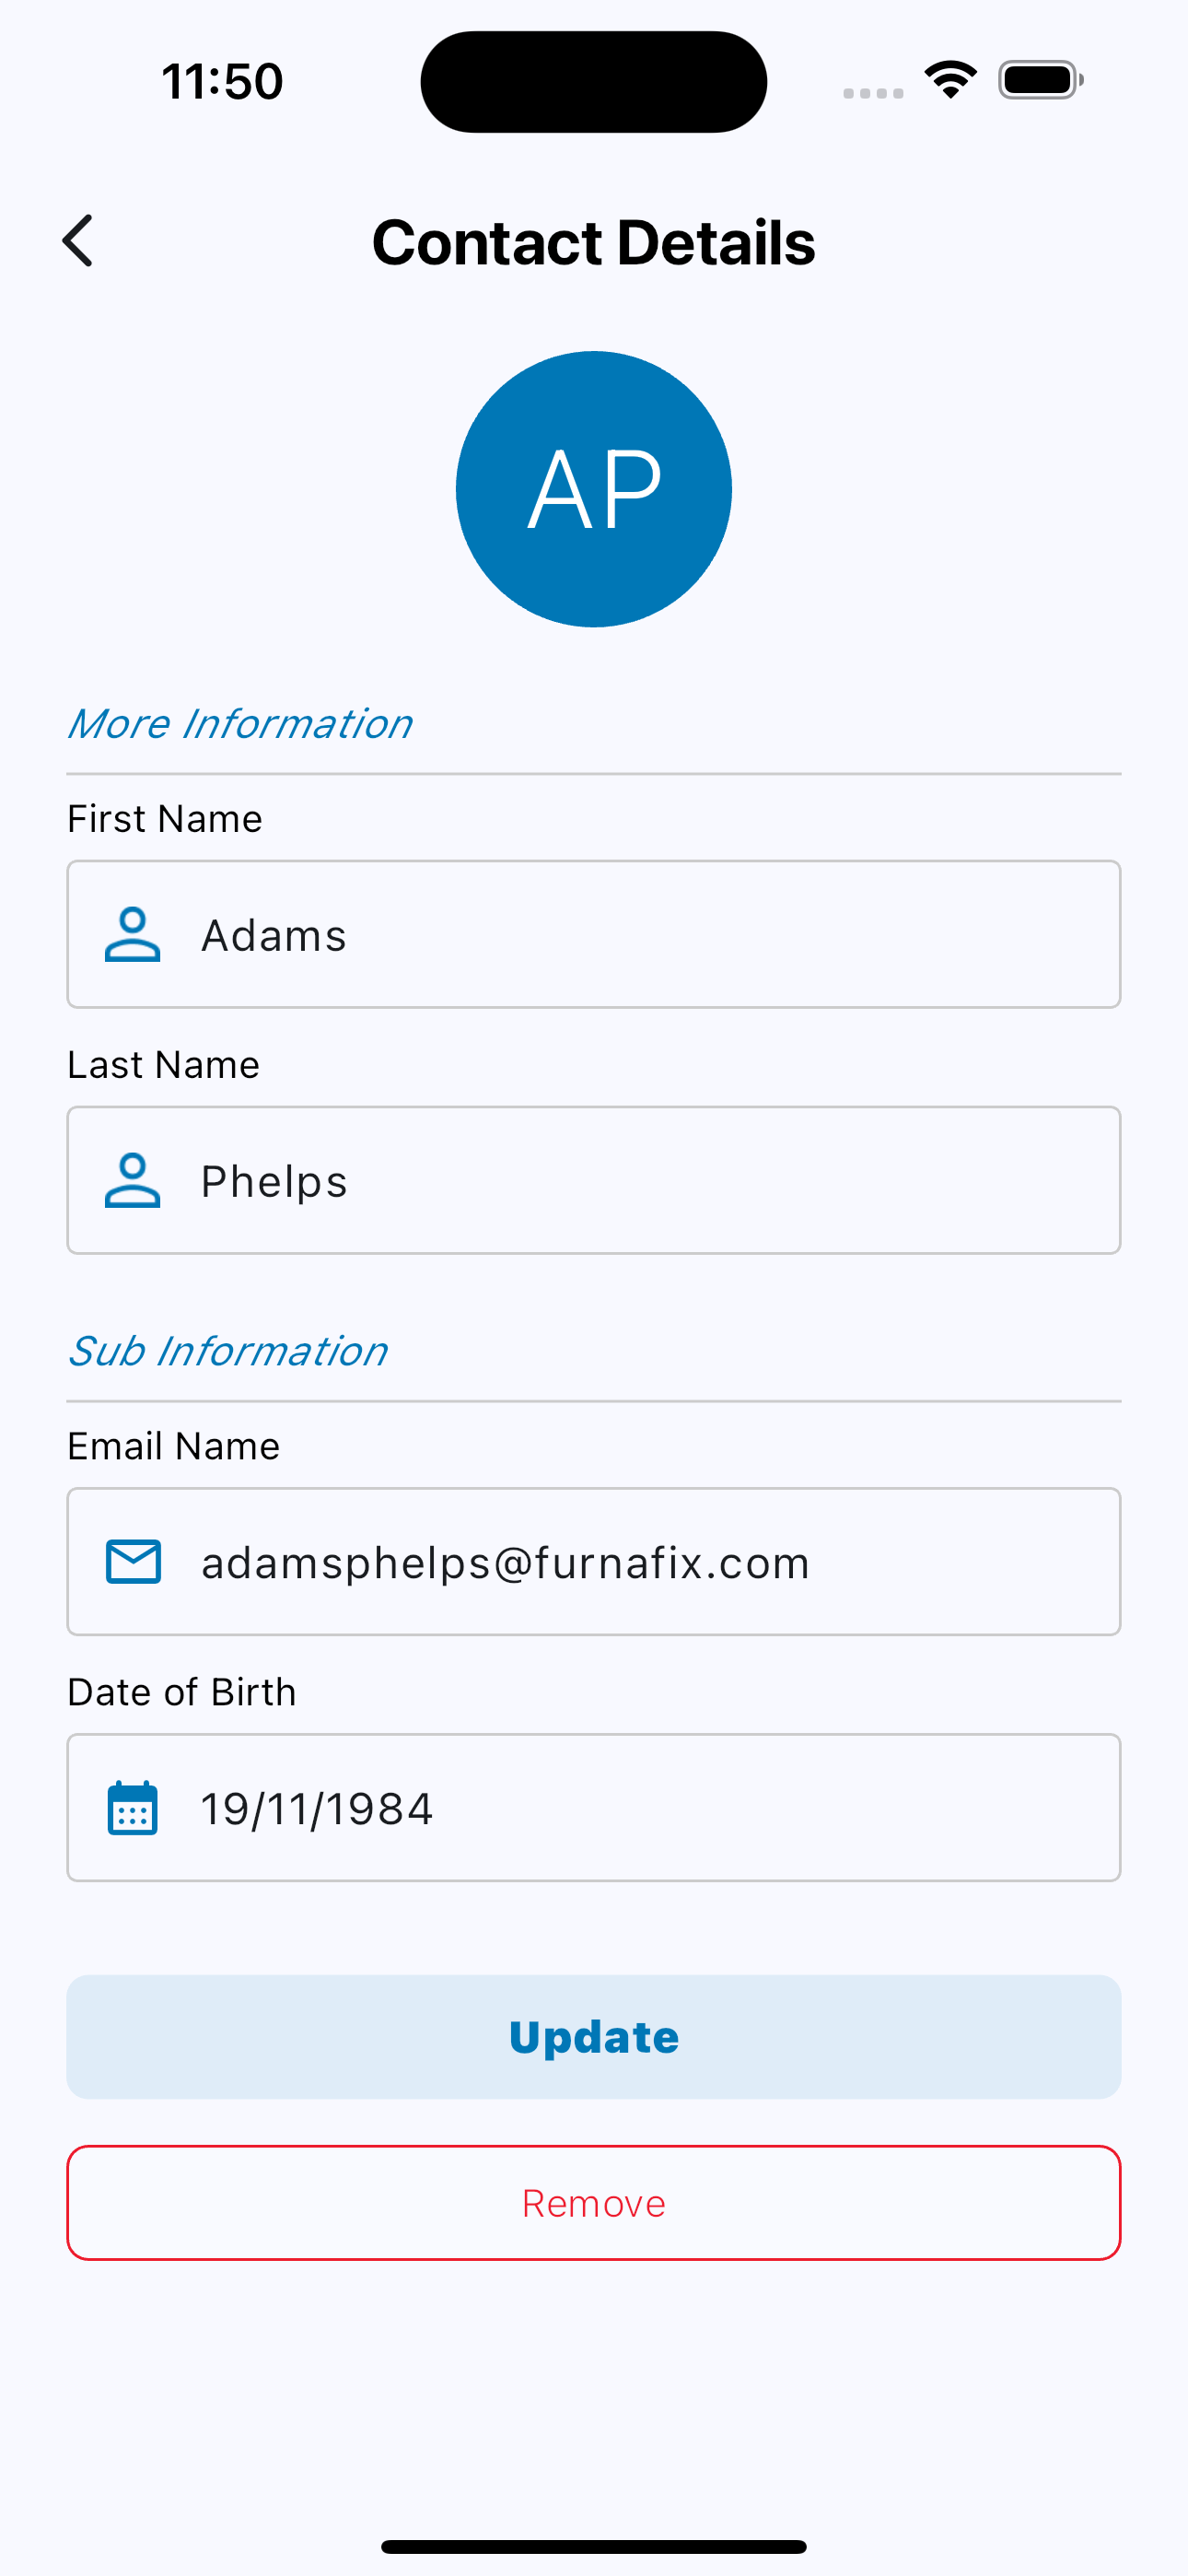 11:50
Contact Details
AP
More Information
First Name
Adams
Last Name
Phelps
Sub Information
Email Name
adamsphelps@furnafix.com
Date of Birth
19/11/1984
Update
Remove